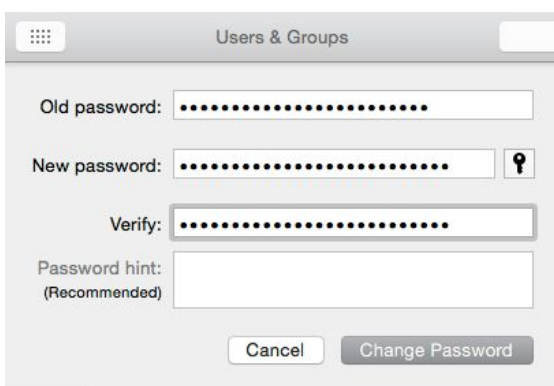 Users & Groups
Old password: ••••••••••••••••••••••••
New password: ••••••••••••••••••••••••••
Verify: ••••••••••••••••••••••••••
Password hint:
(Recommended)
Cancel Change Password